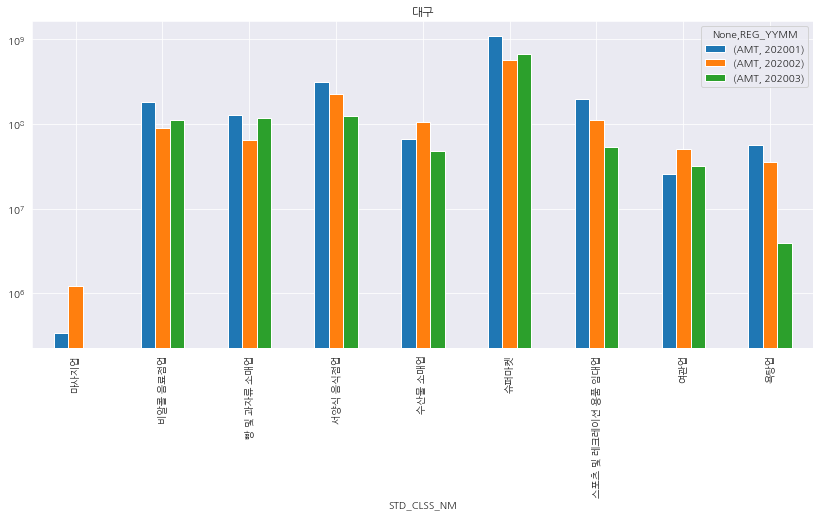 대구
None,REG_YYMM
(AMT, 202001)
(AMT, 202002)
(AMT, 202003)
10⁹
10⁸
10⁷
10⁶
마사지업
비알콜 음료점업
빵 및 과자류 소매업
서양식 음식점업
수산물 소매업
슈퍼마켓
스포츠 및 레크레이션 용품 임대업
여관업
욕탕업
STD_CLSS_NM